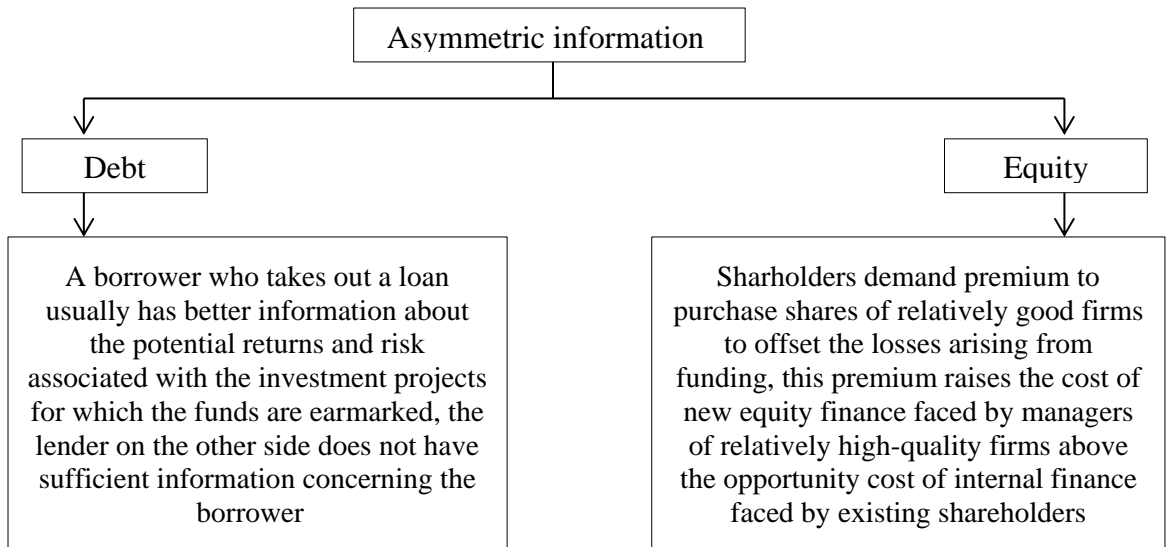 Asymmetric information
Debt
Equity
A borrower who takes out a loan
usually has better information about
the potential returns and risk
associated with the investment projects
for which the funds are earmarked, the
lender on the other side does not have
sufficient information concerning the
borrower
Sharholders demand premium to
purchase shares of relatively good firms
to offset the losses arising from
funding, this premium raises the cost of
new equity finance faced by managers
of relatively high-quality firms above
the opportunity cost of internal finance
faced by existing shareholders